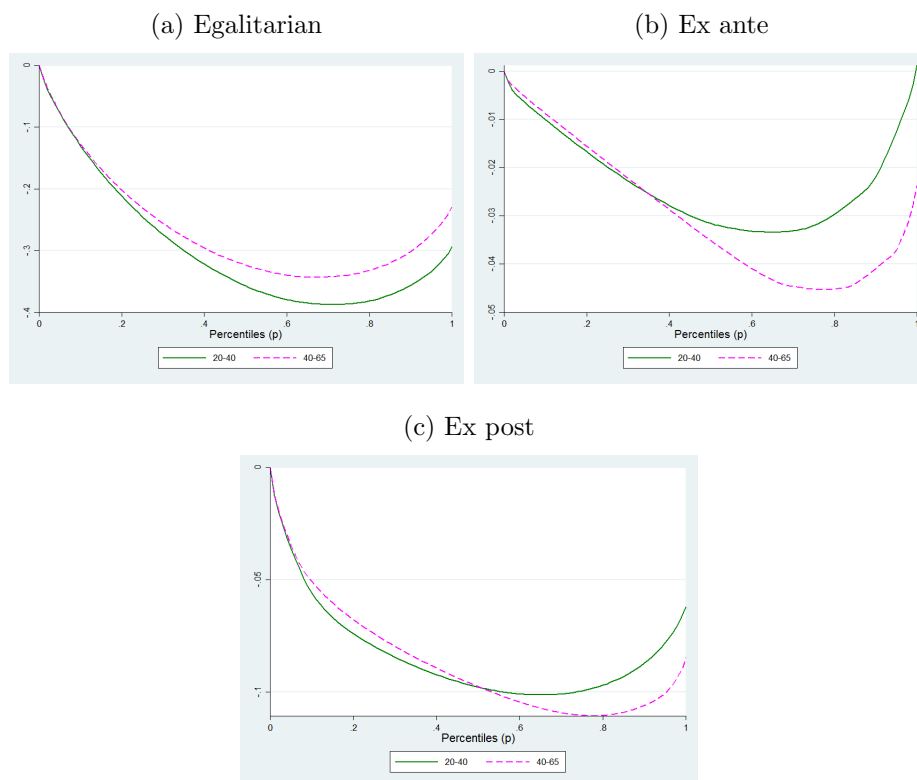 (a) Egalitarian
0
-.1
-.2
-.3
-.4
0 .2 .4 .6 .8 1
Percentiles (p)
20-40 40-65
(b) Ex ante
0
-.01
-.02
-.03
-.04
-.05
0 .2 .4 .6 .8 1
Percentiles (p)
20-40 40-65
(c) Ex post
0
-.05
-.1
0 .2 .4 .6 .8 1
Percentiles (p)
20-40 40-65